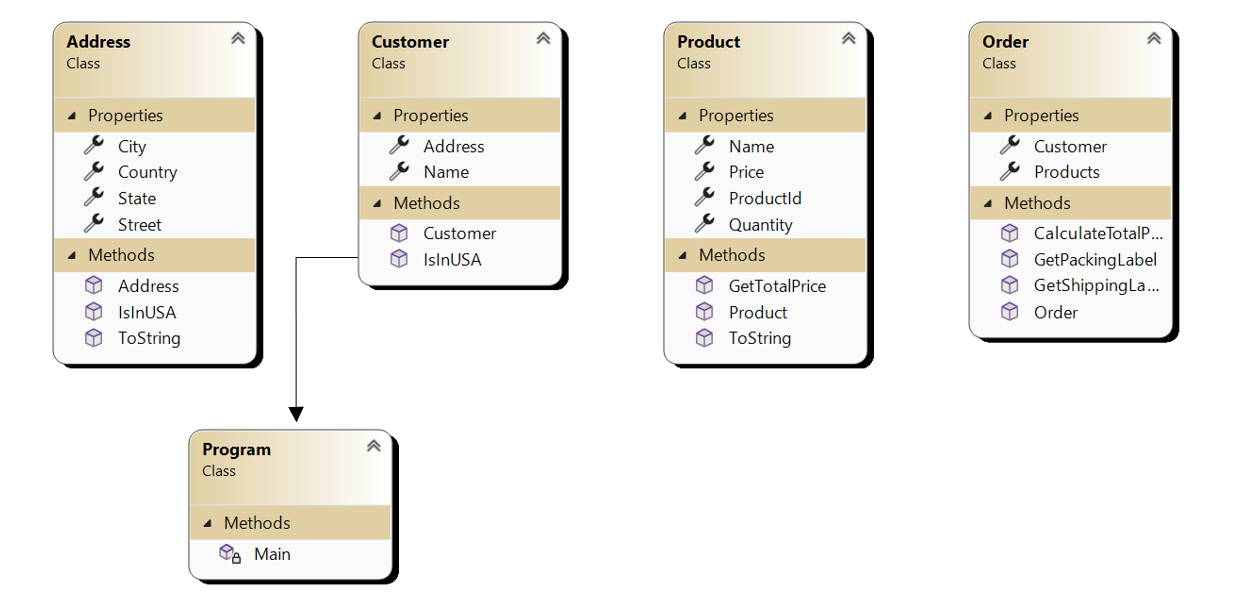 Address
Class
Properties
City
Country
State
Street
Methods
Address
IsInUSA
ToString
Customer
Class
Properties
Address
Name
Methods
Customer
IsInUSA
Product
Class
Properties
Name
Price
ProductId
Quantity
Methods
GetTotalPrice
Product
ToString
Order
Class
Properties
Customer
Products
Methods
CalculateTotalP...
GetPackingLabel
GetShippingLa...
Order
Program
Class
Methods
Main